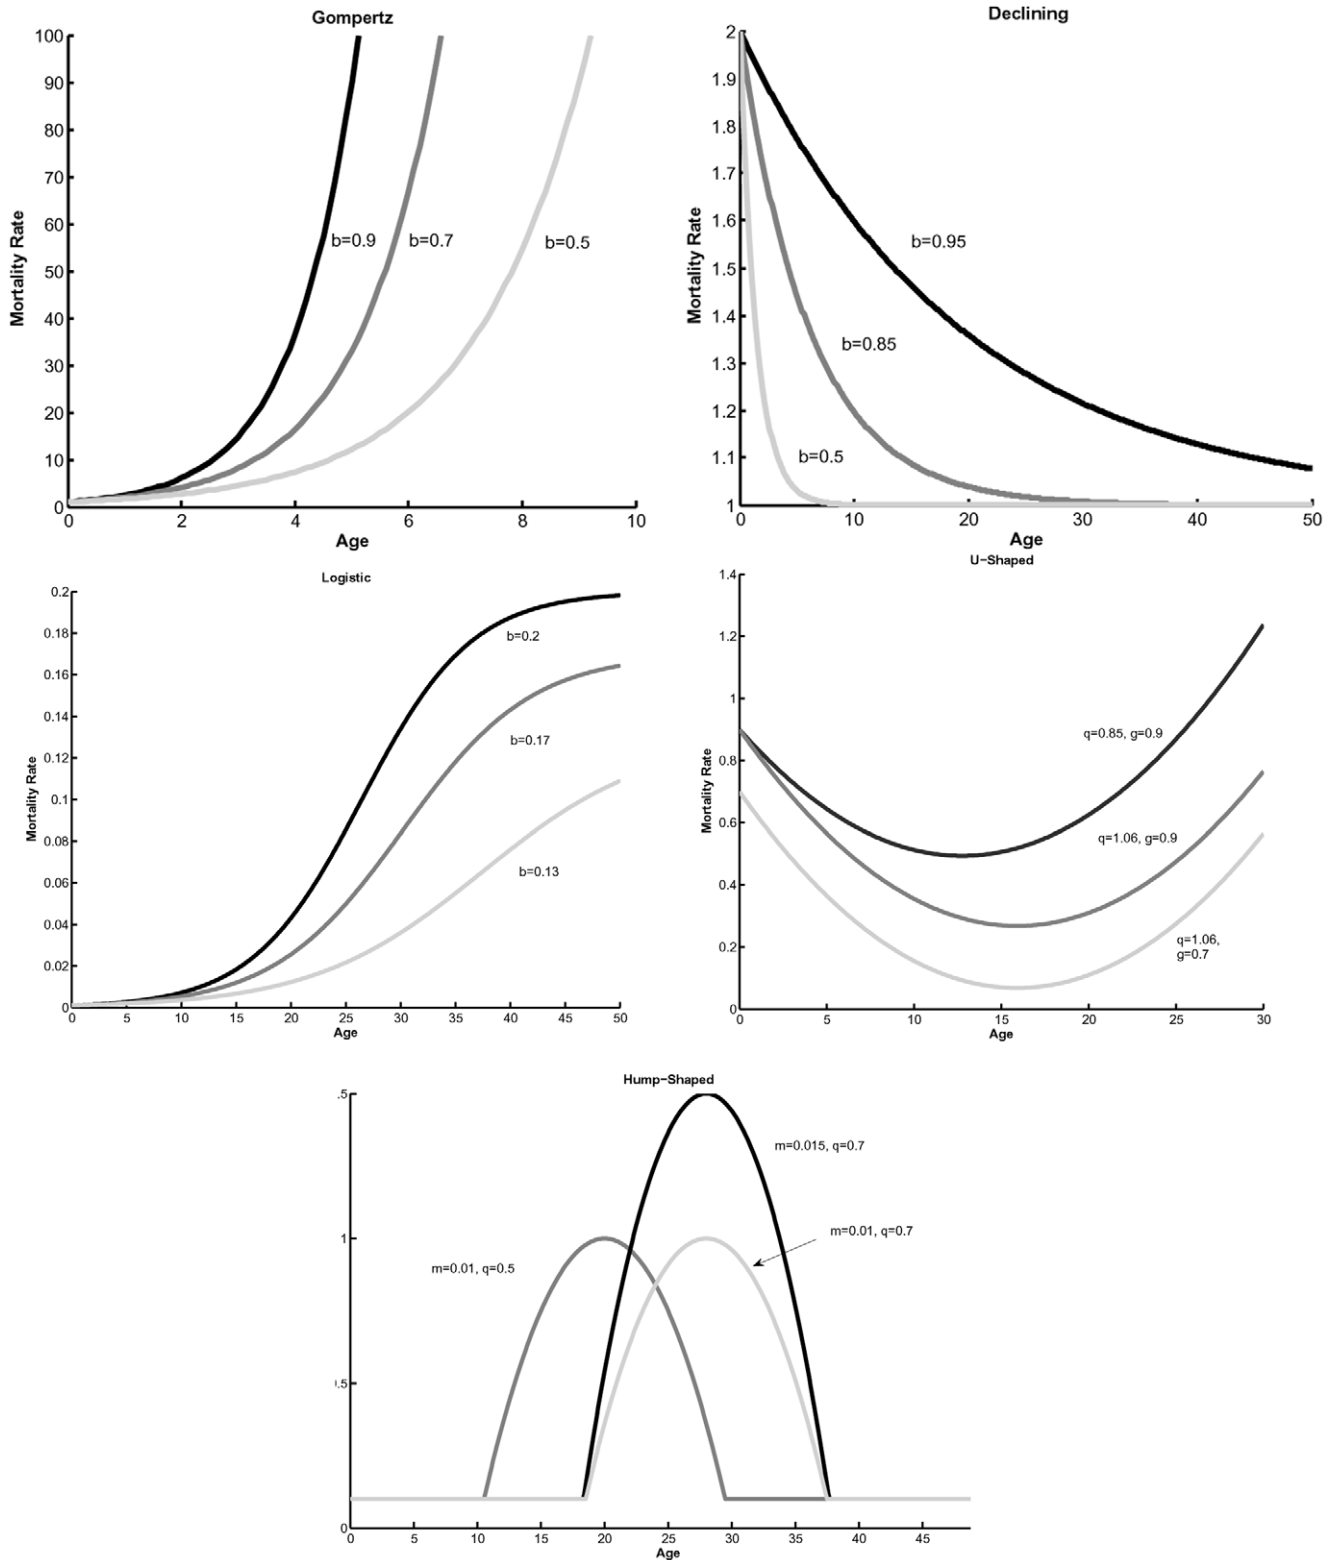 Gompertz
100
90
80
70
60
50
40
30
20
10
0
Mortality Rate
b=0.9
b=0.7
b=0.5
0 2 4 6 8 10
Age
Declining
2
1.9
1.8
1.7
1.6
1.5
1.4
1.3
1.2
1.1
1
Mortality Rate
b=0.95
b=0.85
b=0.5
0 10 20 30 40 50
Age
Logistic
0.2
0.18
0.16
0.14
0.12
0.1
0.08
0.06
0.04
0.02
0
Mortality Rate
b=0.2
b=0.17
b=0.13
0 5 10 15 20 25 30 35 40 45 50
Age
U-Shaped
1.4
1.2
1
0.8
0.6
0.4
0.2
0
Mortality Rate
q=0.85, g=0.9
q=1.06, g=0.9
q=1.06,
g=0.7
0 5 10 15 20 25 30
Age
Hump-Shaped
.5
1
.5
0
m=0.015, q=0.7
m=0.01, q=0.7
m=0.01, q=0.5
0 5 10 15 20 25 30 35 40 45
Age